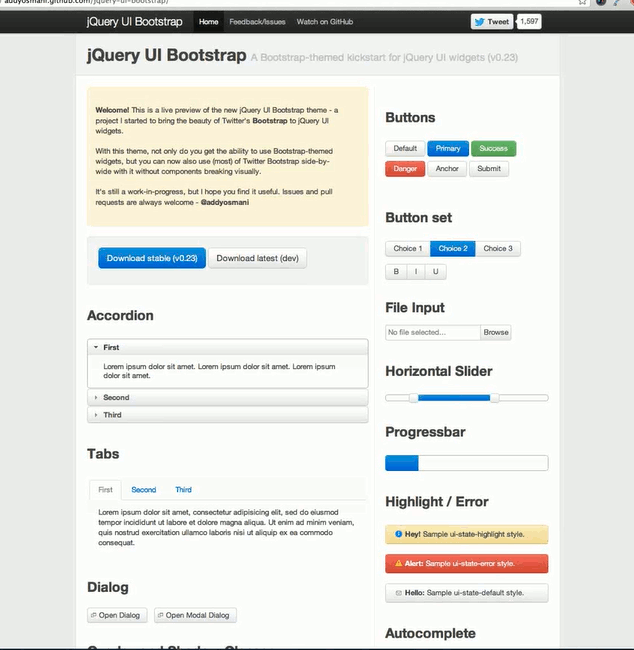 addyosmani.github.com/jquery-ui-bootstrap/
jQuery UI Bootstrap Home Feedback/Issues Watch on GitHub Tweet 1,597
jQuery UI Bootstrap A Bootstrap-themed kickstart for jQuery UI widgets (v0.23)
Welcome! This is a live preview of the new jQuery UI Bootstrap theme - a
project I started to bring the beauty of Twitter's Bootstrap to jQuery UI
widgets.
With this theme, not only do you get the ability to use Bootstrap-themed
widgets, but you can now also use (most) of Twitter Bootstrap side-by-
wide with it without components breaking visually.
It's still a work-in-progress, but I hope you find it useful. Issues and pull
requests are always welcome - @addyosmani
Download stable (v0.23) Download latest (dev)
Accordion
First
Lorem ipsum dolor sit amet. Lorem ipsum dolor sit amet. Lorem ipsum
dolor sit amet.
Second
Third
Tabs
First Second Third
Lorem ipsum dolor sit amet, consectetur adipisicing elit, sed do eiusmod
tempor incididunt ut labore et dolore magna aliqua. Ut enim ad minim veniam,
quis nostrud exercitation ullamco laboris nisi ut aliquip ex ea commodo
consequat.
Dialog
Open Dialog Open Modal Dialog
Buttons
Default Primary Success
Danger Anchor Submit
Button set
Choice 1 Choice 2 Choice 3
B I U
File Input
No file selected... Browse
Horizontal Slider
Progressbar
Highlight / Error
Hey! Sample ui-state-highlight style.
Alert: Sample ui-state-error style.
Hello: Sample ui-state-default style.
Autocomplete